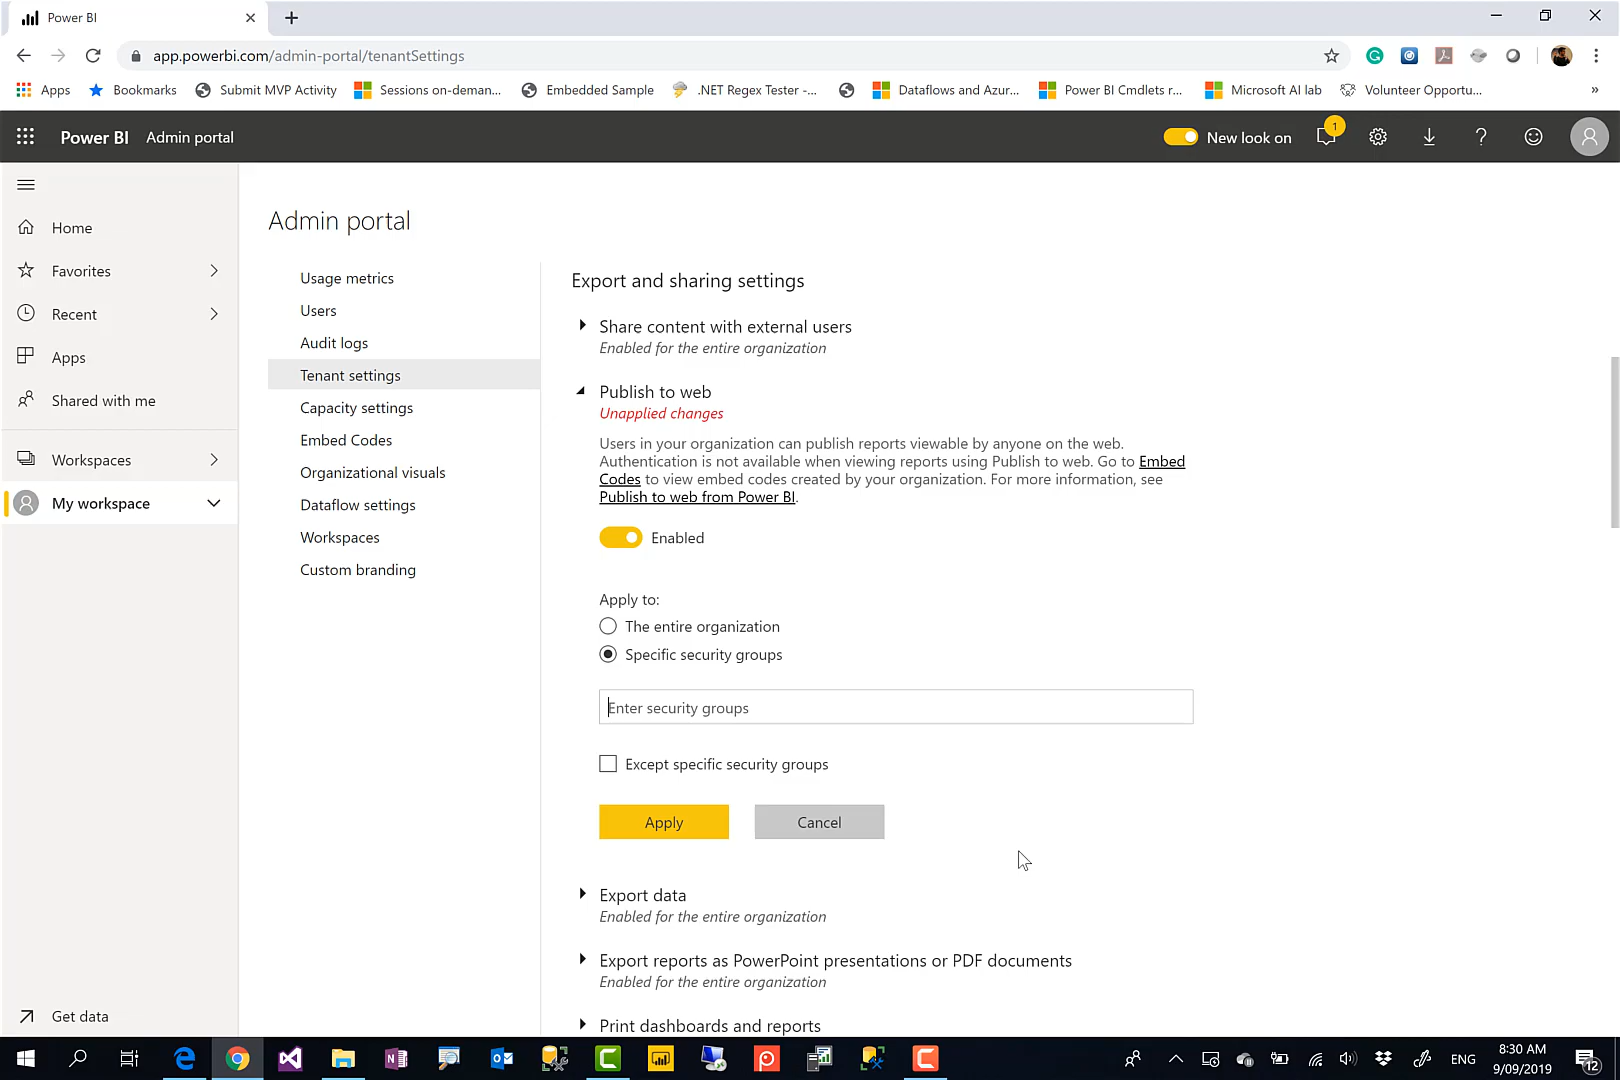 Power BI
app.powerbi.com/admin-portal/tenantSettings
Apps
Bookmarks
Submit MVP Activity
Sessions on-deman...
Embedded Sample
.NET Regex Tester -...
Dataflows and Azur...
Power BI Cmdlets r...
Microsoft AI lab
Volunteer Opportu...
»
Power BI
Admin portal
New look on
1
Home
Favorites
Recent
Apps
Shared with me
Workspaces
My workspace
Get data
Admin portal
Usage metrics
Users
Audit logs
Tenant settings
Capacity settings
Embed Codes
Organizational visuals
Dataflow settings
Workspaces
Custom branding
Export and sharing settings
Share content with external users
Enabled for the entire organization
Publish to web
Unapplied changes
Users in your organization can publish reports viewable by anyone on the web.
Authentication is not available when viewing reports using Publish to web. Go to Embed
Codes to view embed codes created by your organization. For more information, see
Publish to web from Power BI.
Enabled
Apply to:
The entire organization
Specific security groups
Enter security groups
Except specific security groups
Apply
Cancel
Export data
Enabled for the entire organization
Export reports as PowerPoint presentations or PDF documents
Enabled for the entire organization
Print dashboards and reports
ENG
8:30 AM
9/09/2019
12